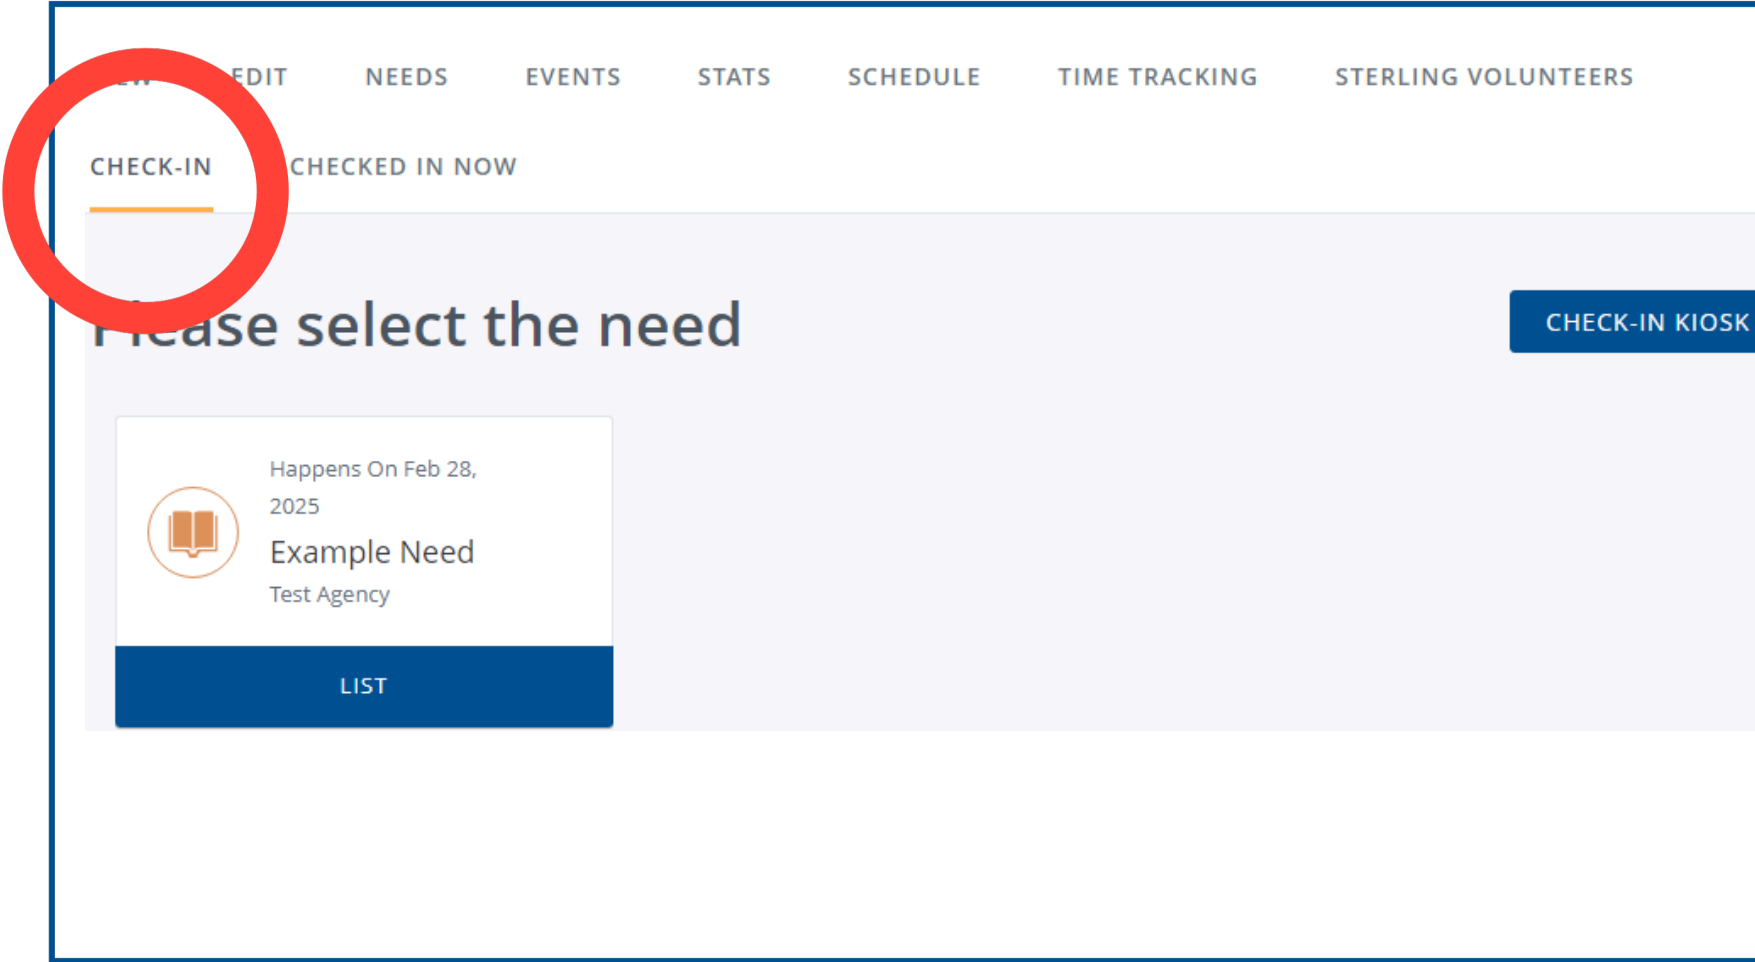 EDIT NEEDS EVENTS STATS SCHEDULE TIME TRACKING STERLING VOLUNTEERS
CHECK-IN CHECKED IN NOW
Please select the need
CHECK-IN KIOSK
Happens On Feb 28,
2025
Example Need
Test Agency
LIST